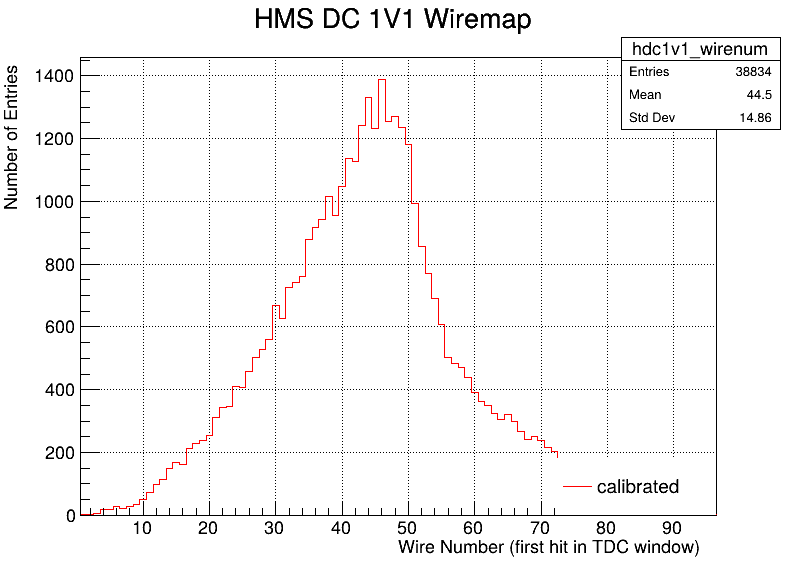 HMS DC 1V1 Wiremap
hdc1v1_wirenum
Entries 38834
Mean 44.5
Std Dev 14.86
Number of Entries
1400
1200
1000
800
600
400
200
0
calibrated
10 20 30 40 50 60 70 80 90
Wire Number (first hit in TDC window)